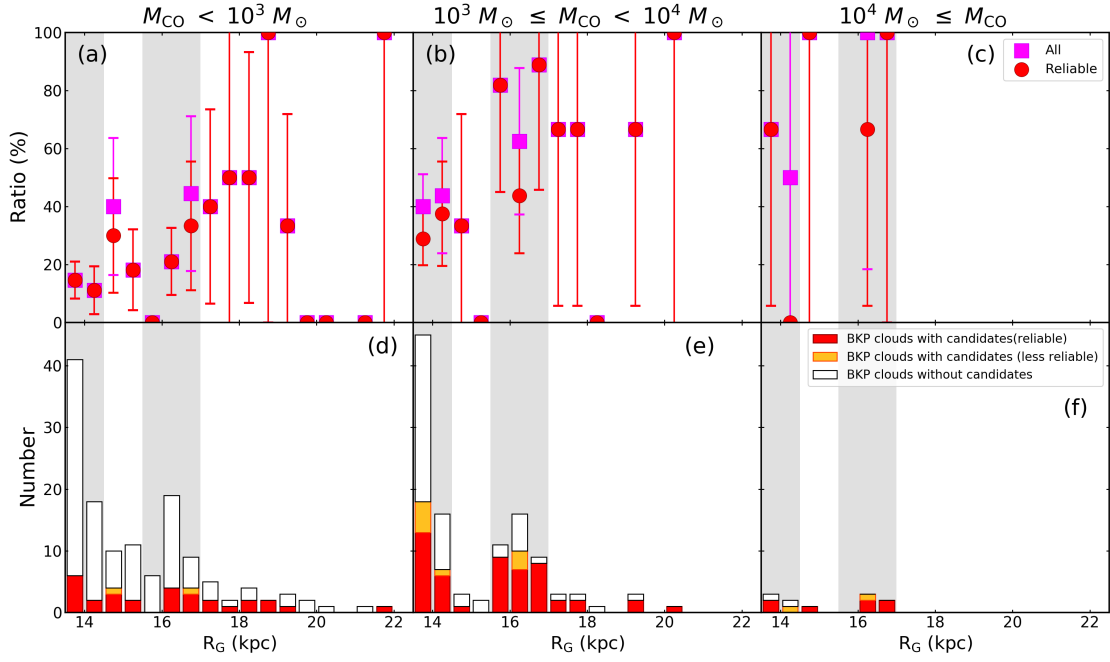 M_CO < 10^3 M_⊙
10^3 M_⊙ ≤ M_CO < 10^4 M_⊙
10^4 M_⊙ ≤ M_CO
(a)
(b)
(c)
All
Reliable
100
80
60
40
20
0
Ratio (%)
(d)
(e)
(f)
BKP clouds with candidates(reliable)
BKP clouds with candidates (less reliable)
BKP clouds without candidates
40
30
20
10
0
Number
14 16 18 20 22
14 16 18 20 22
14 16 18 20 22
R_G (kpc)
R_G (kpc)
R_G (kpc)